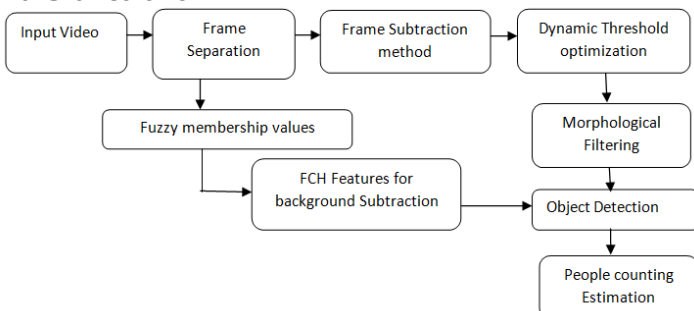 Input Video
Frame
Separation
Frame Subtraction
method
Dynamic Threshold
optimization
Fuzzy membership values
Morphological
Filtering
FCH Features for
background Subtraction
Object Detection
People counting
Estimation